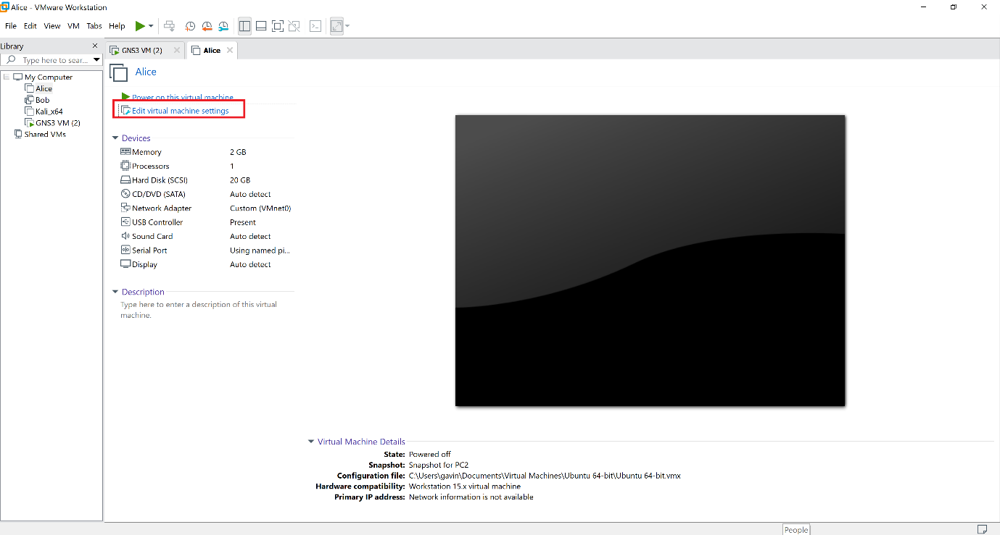 Alice - VMware Workstation
File Edit View VM Tabs Help
Library
Type here to sear...
My Computer
Alice
Bob
Kali_x64
GNS3 VM (2)
Shared VMs
GNS3 VM (2) Alice
Alice
Power on this virtual machine
Edit virtual machine settings
Devices
Memory 2 GB
Processors 1
Hard Disk (SCSI) 20 GB
CD/DVD (SATA) Auto detect
Network Adapter Custom (VMnet0)
USB Controller Present
Sound Card Auto detect
Serial Port Using named pi...
Display Auto detect
Description
Type here to enter a description of this virtual
machine.
Virtual Machine Details
State: Powered off
Snapshot: Snapshot for PC2
Configuration file: C:\Users\gavin\Documents\Virtual Machines\Ubuntu 64-bit\Ubuntu 64-bit.vmx
Hardware compatibility: Workstation 15.x virtual machine
Primary IP address: Network information is not available
People